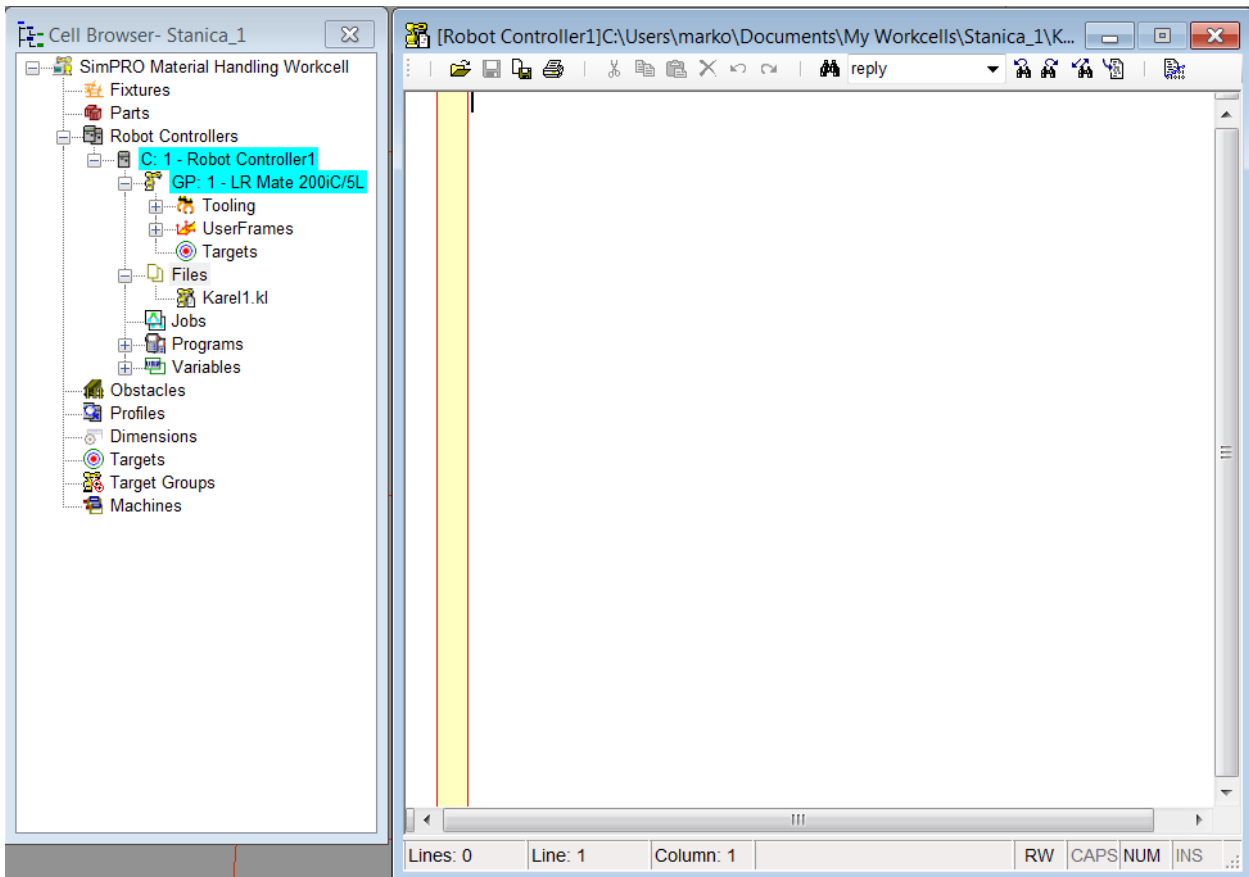 Cell Browser- Stanica_1
SimPRO Material Handling Workcell
Fixtures
Parts
Robot Controllers
C: 1 - Robot Controller1
GP: 1 - LR Mate 200iC/5L
Tooling
UserFrames
Targets
Files
Karel1.kl
Jobs
Programs
Variables
Obstacles
Profiles
Dimensions
Targets
Target Groups
Machines
[Robot Controller1]C:\Users\marko\Documents\My Workcells\Stanica_1\K...
reply
Lines: 0 Line: 1 Column: 1 RW CAPS NUM INS